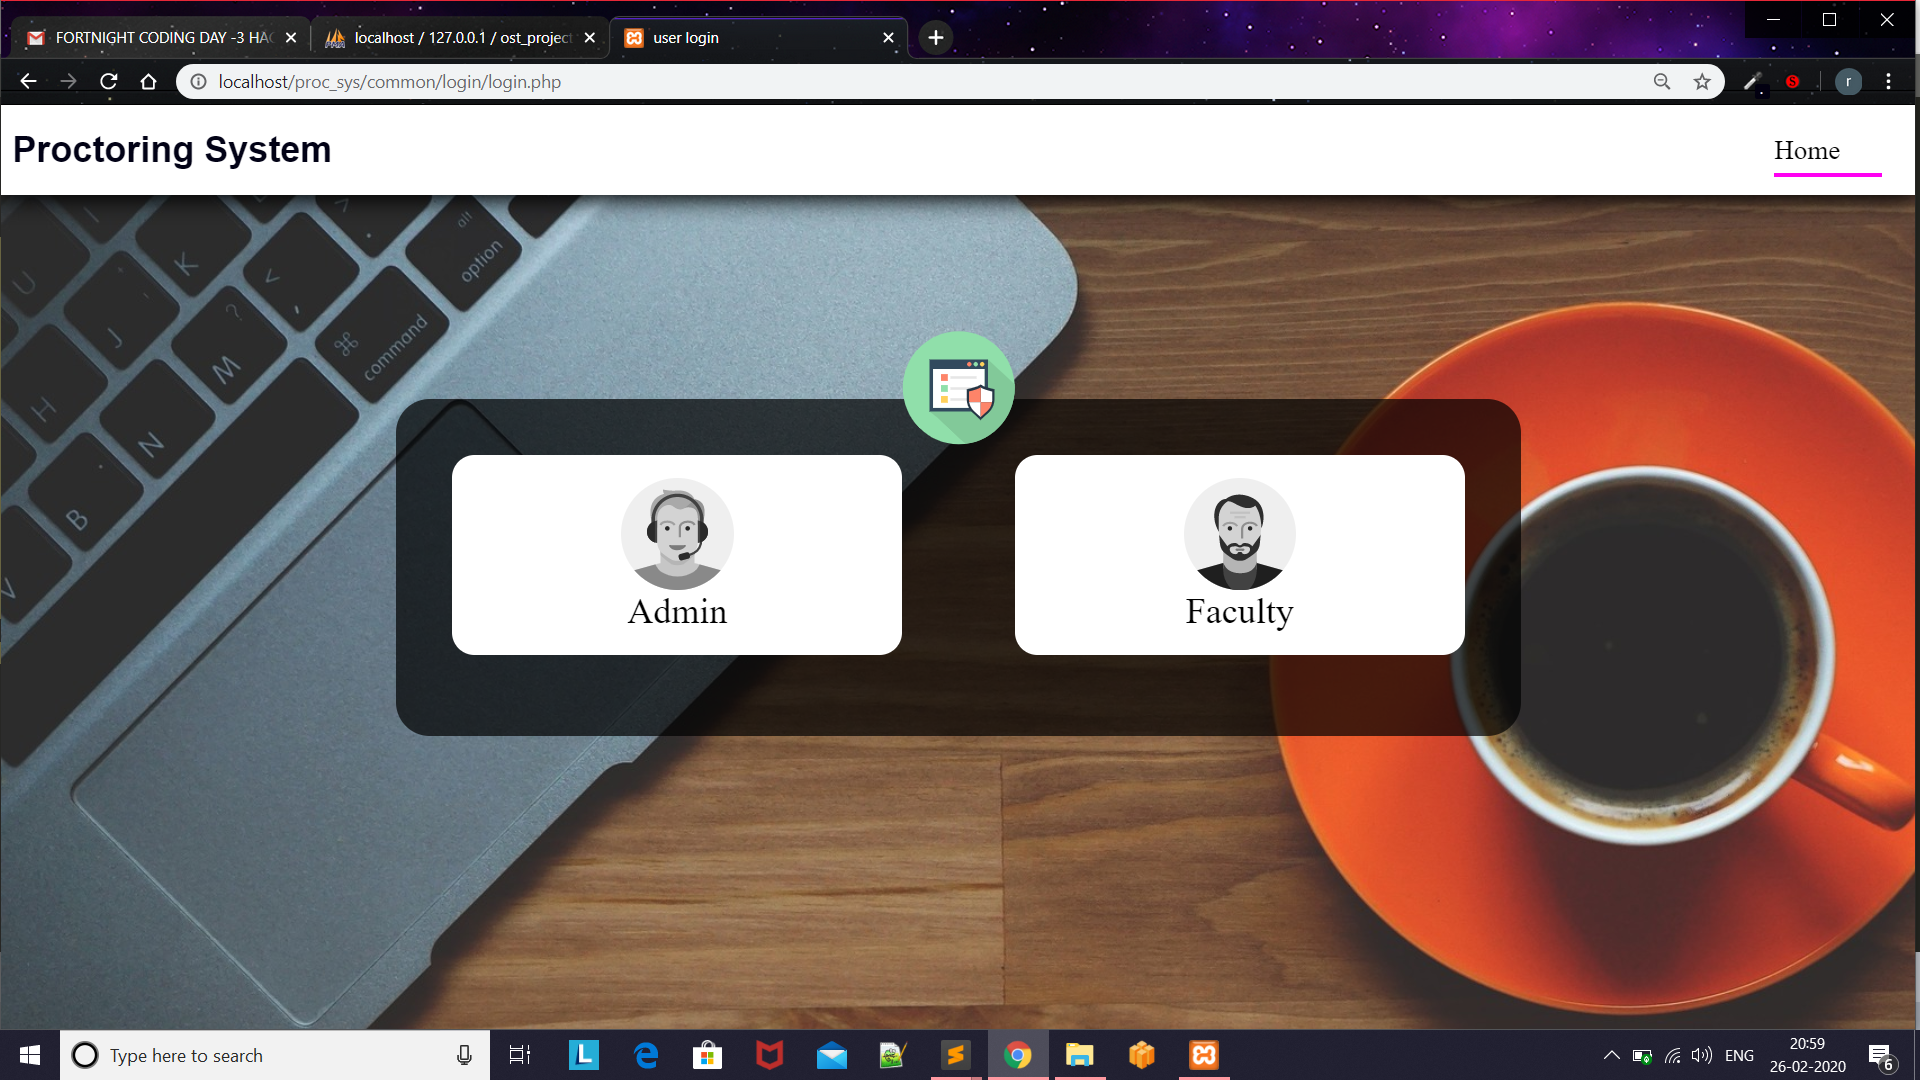 FORTNIGHT CODING DAY -3 HAC
localhost / 127.0.0.1 / ost_project
user login
localhost/proc_sys/common/login/login.php
r
Proctoring System
Home
alt
option
command
U
I
K
J
M
H
N
B
V
Admin
Faculty
Type here to search
L
ENG
20:59
26-02-2020
6